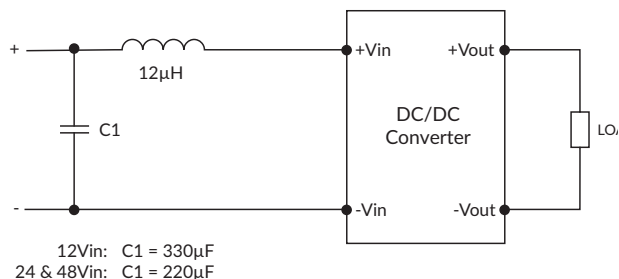 +
12µH
+Vin
+Vout
DC/DC
Converter
C1
-
-Vin
-Vout
12Vin: C1 = 330µF
24 & 48Vin: C1 = 220µF